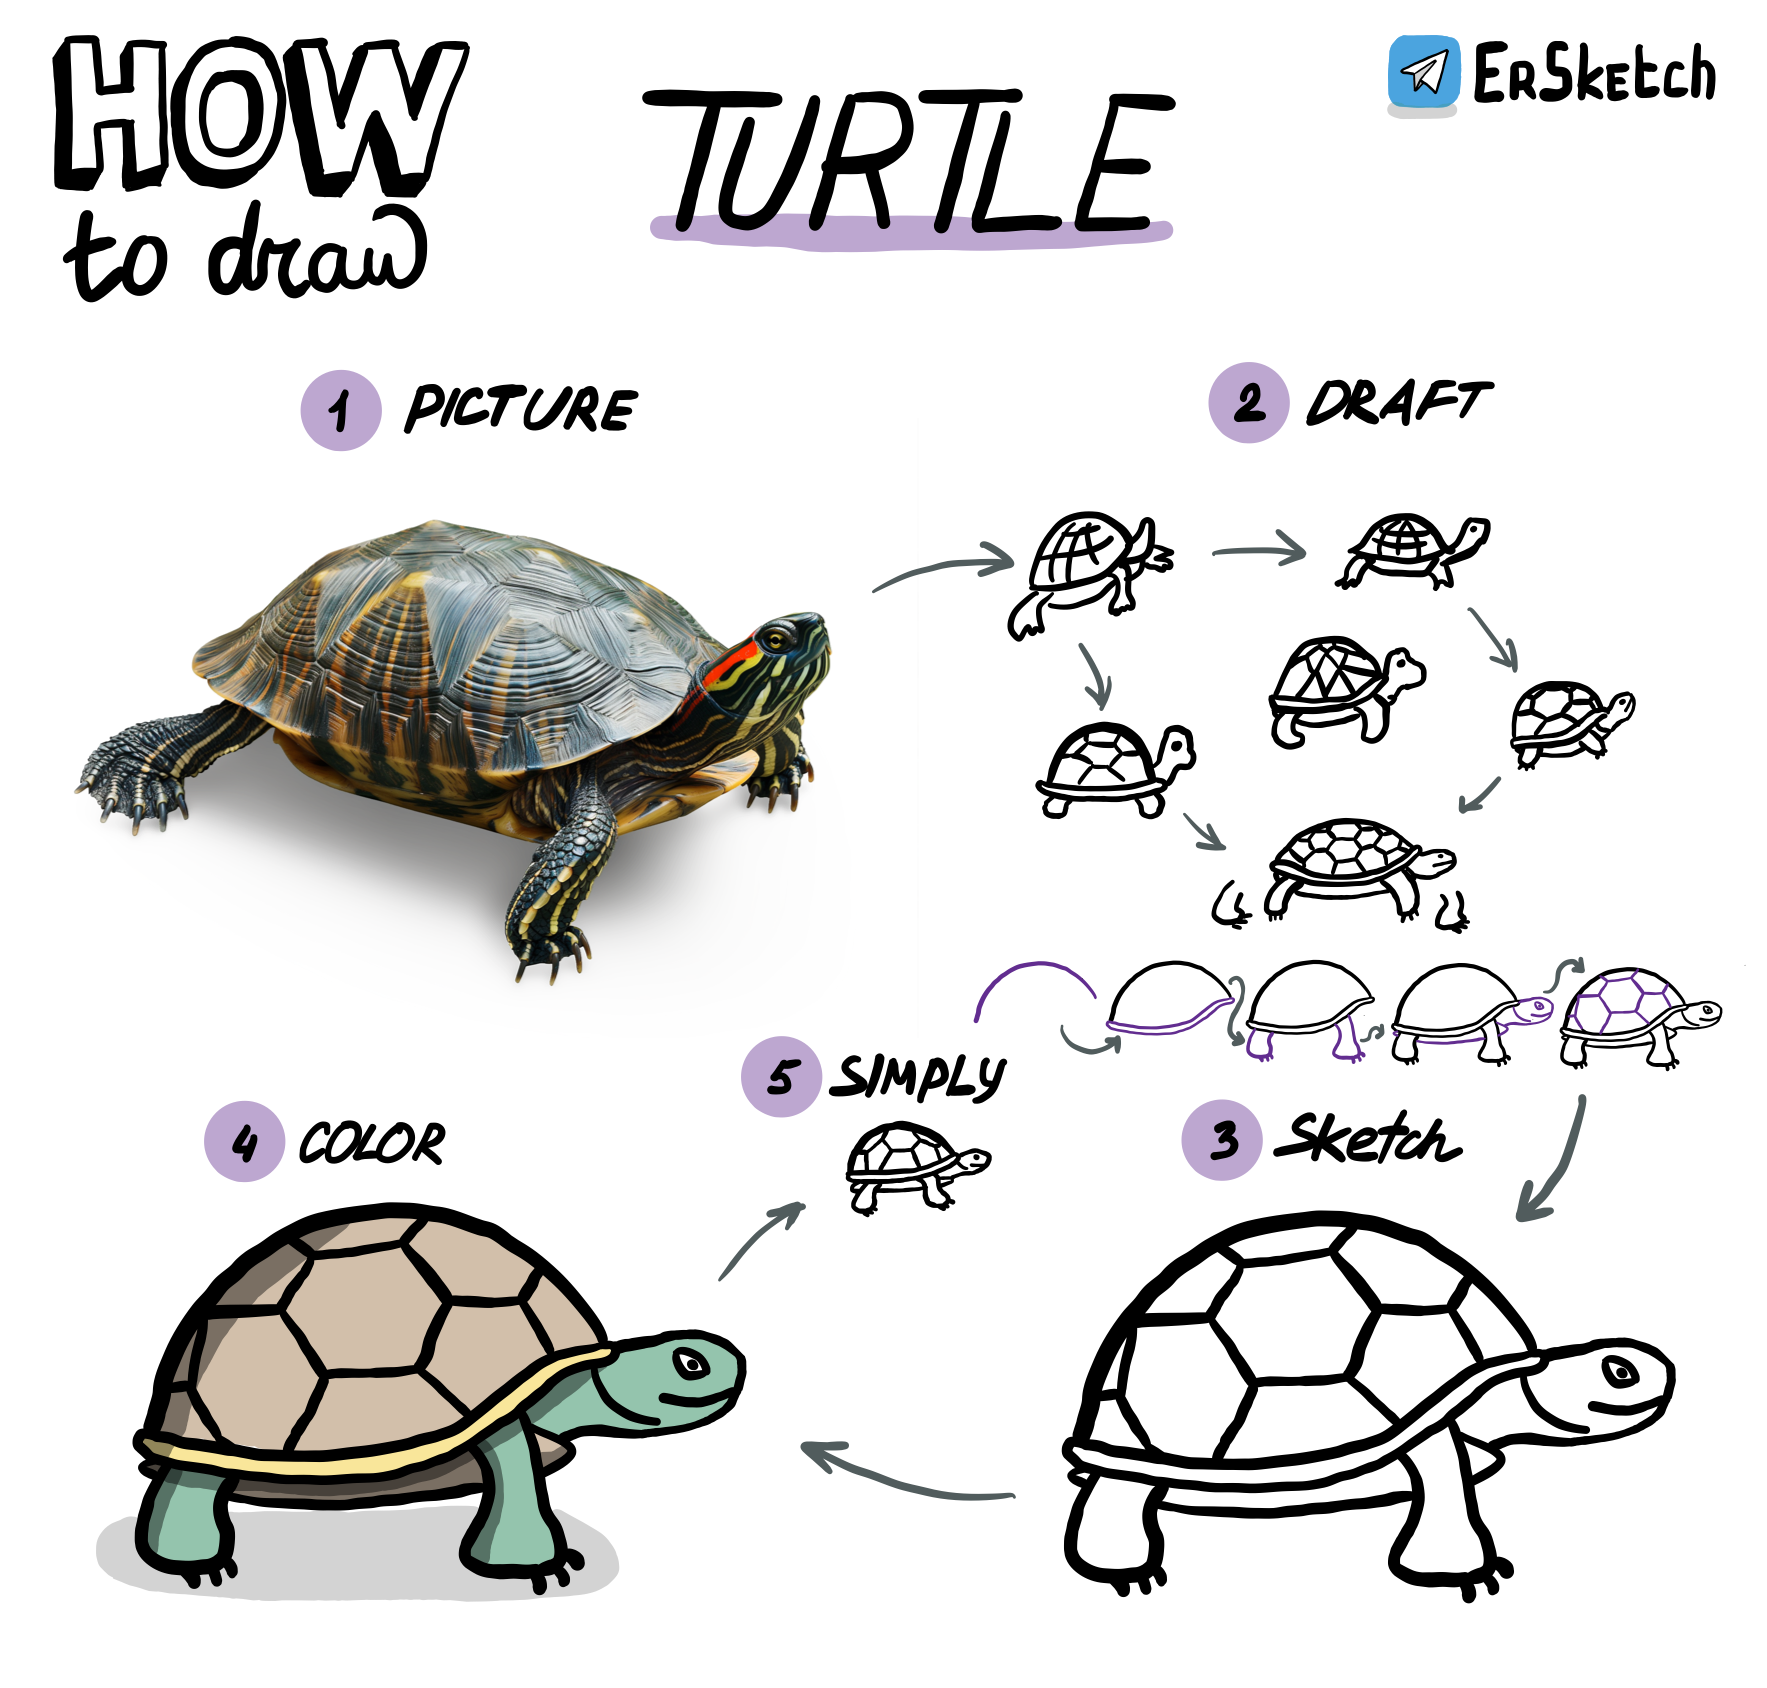 HOW
to draw
TURTLE
ErSketch
1 PICTURE
2 DRAFT
5 SIMPLY
4 COLOR
3 Sketch